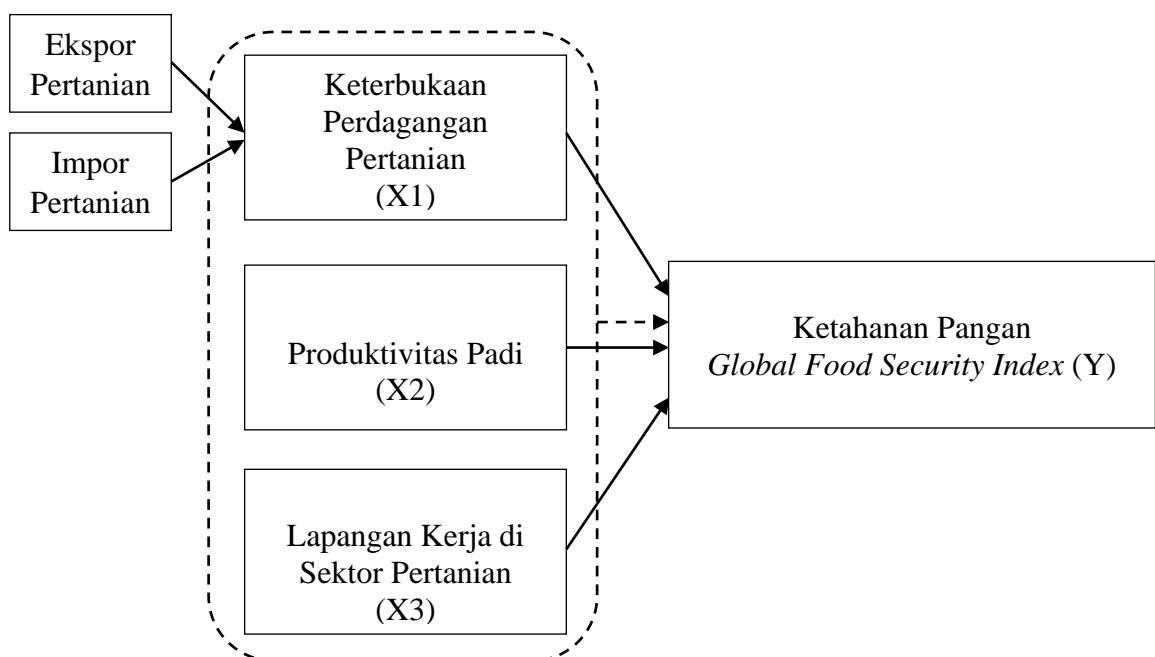 Ekspor
Pertanian
Impor
Pertanian
Keterbukaan
Perdagangan
Pertanian
(X1)
Produktivitas Padi
(X2)
Lapangan Kerja di
Sektor Pertanian
(X3)
Ketahanan Pangan
Global Food Security Index (Y)